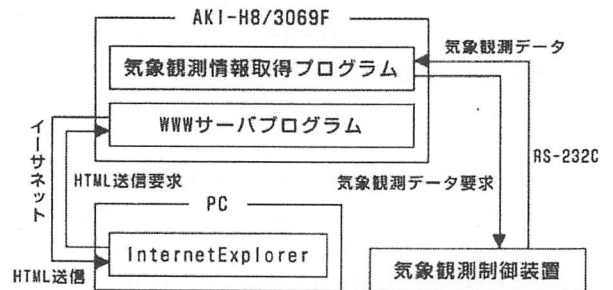 AKI-H8/3069F
気象観測データ
気象観測情報取得プログラム
WWWサーバプログラム
イーサネット
RS-232C
HTML送信要求
気象観測データ要求
PC
InternetExplorer
HTML送信
気象観測制御装置